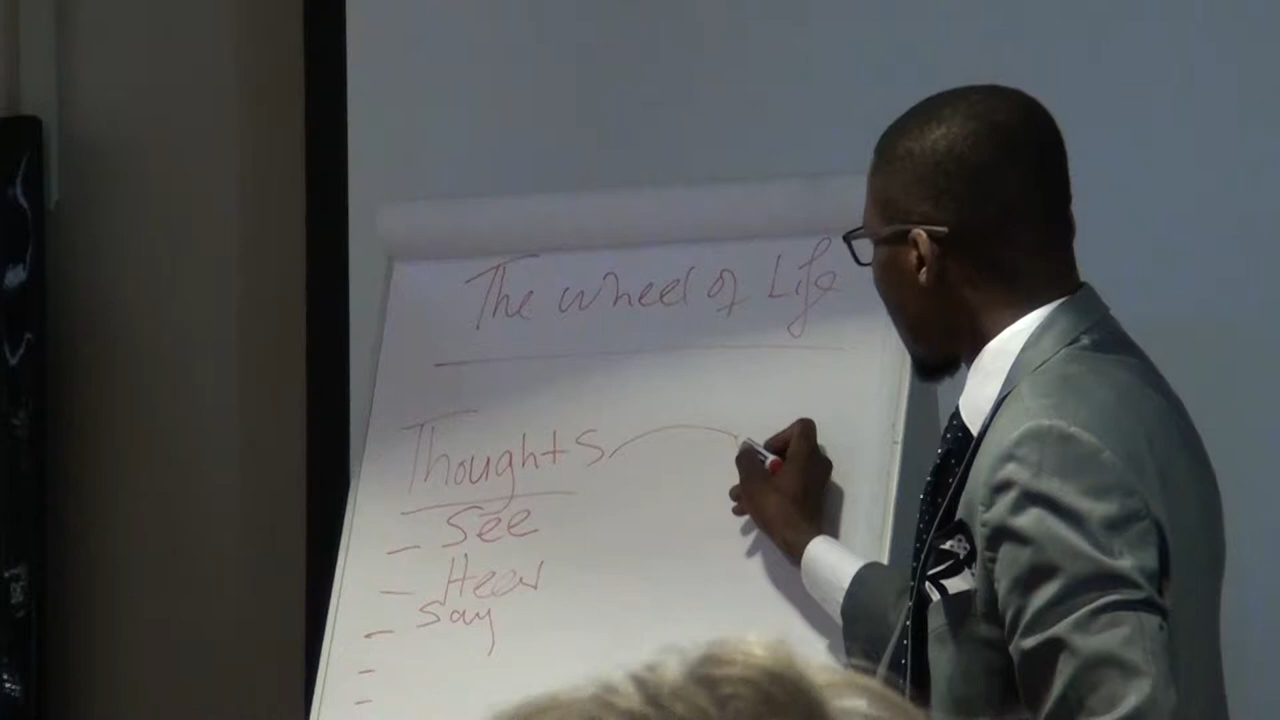 The Wheel of Life
Thoughts
- See
- Hear
- Say
-
-